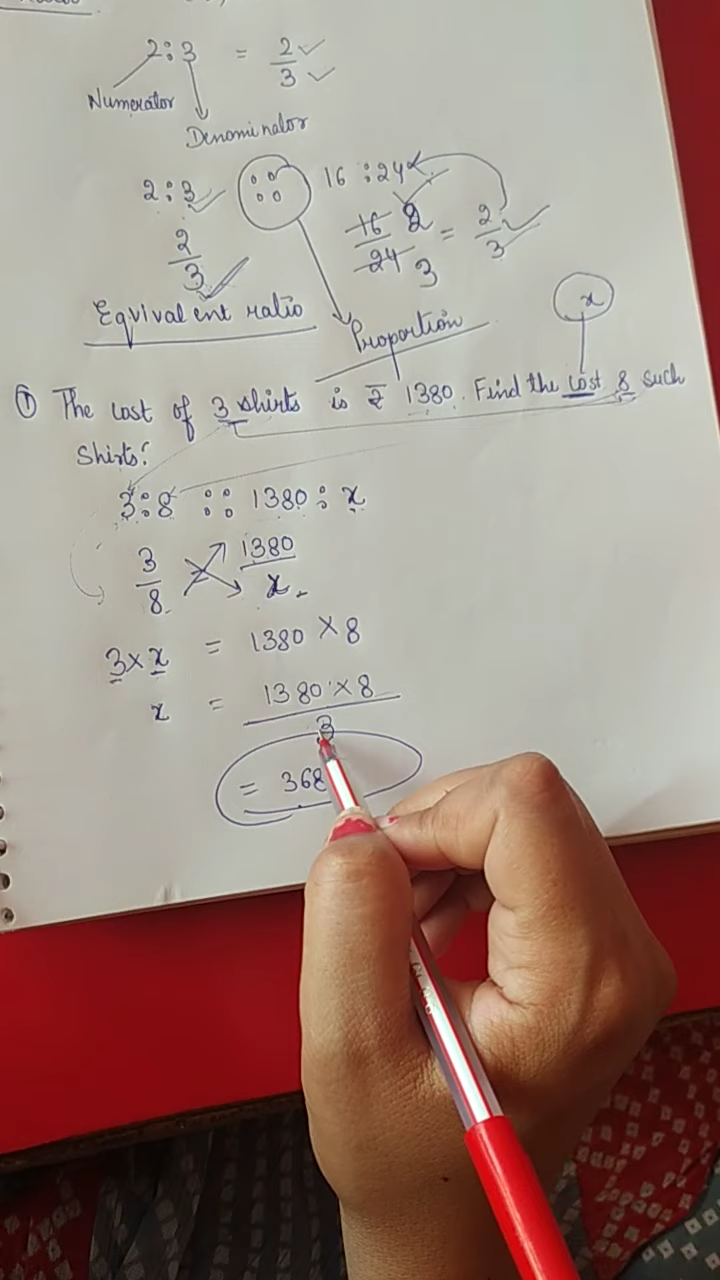 2:3 = 2/3
Numerator
Denominator
2:3 :: 16:24
2/3
16/24 2/3 = 2/3
Equivalent ratio
Proportion
x
① The cost of 3 shirts is ₹ 1380. Find the cost 8 such
Shirts?
3:8 :: 1380 : x
3/8 1380/x
3 × x = 1380 × 8
x = 1380 × 8 / 3
= 368